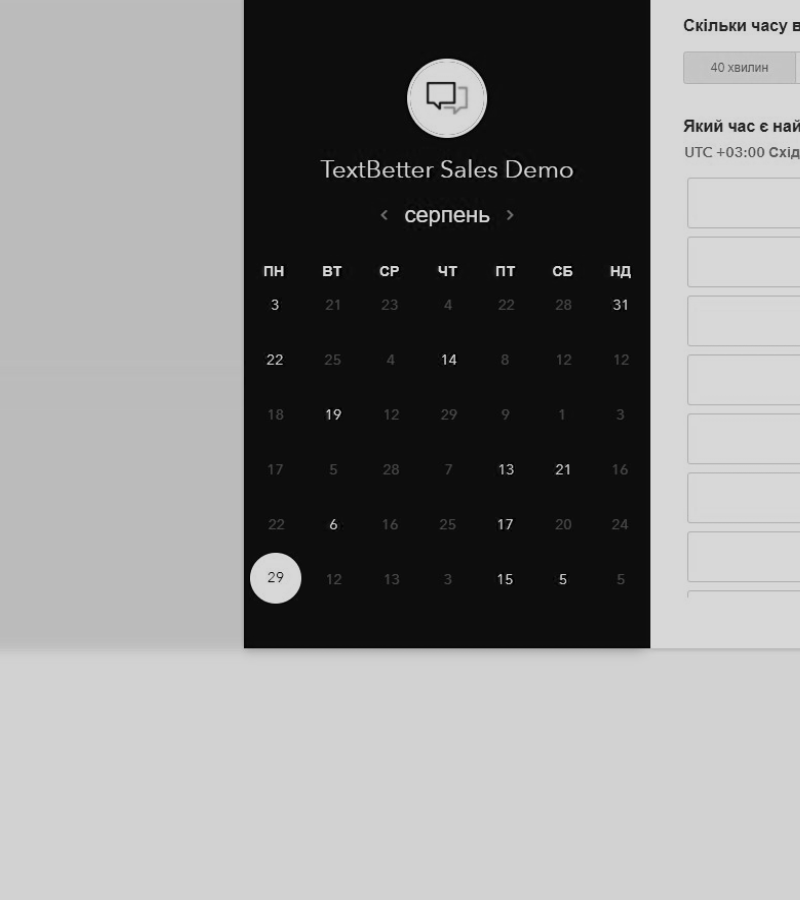 TextBetter Sales Demo
серпень
ПН ВТ СР ЧТ ПТ СБ НД
3 21 23 4 22 28 31
22 25 4 14 8 12 12
18 19 12 29 9 1 3
17 5 28 7 13 21 16
22 6 16 25 17 20 24
29 12 13 3 15 5 5
Скільки часу в
40 хвилин
Який час є най
UTC +03:00 Схід